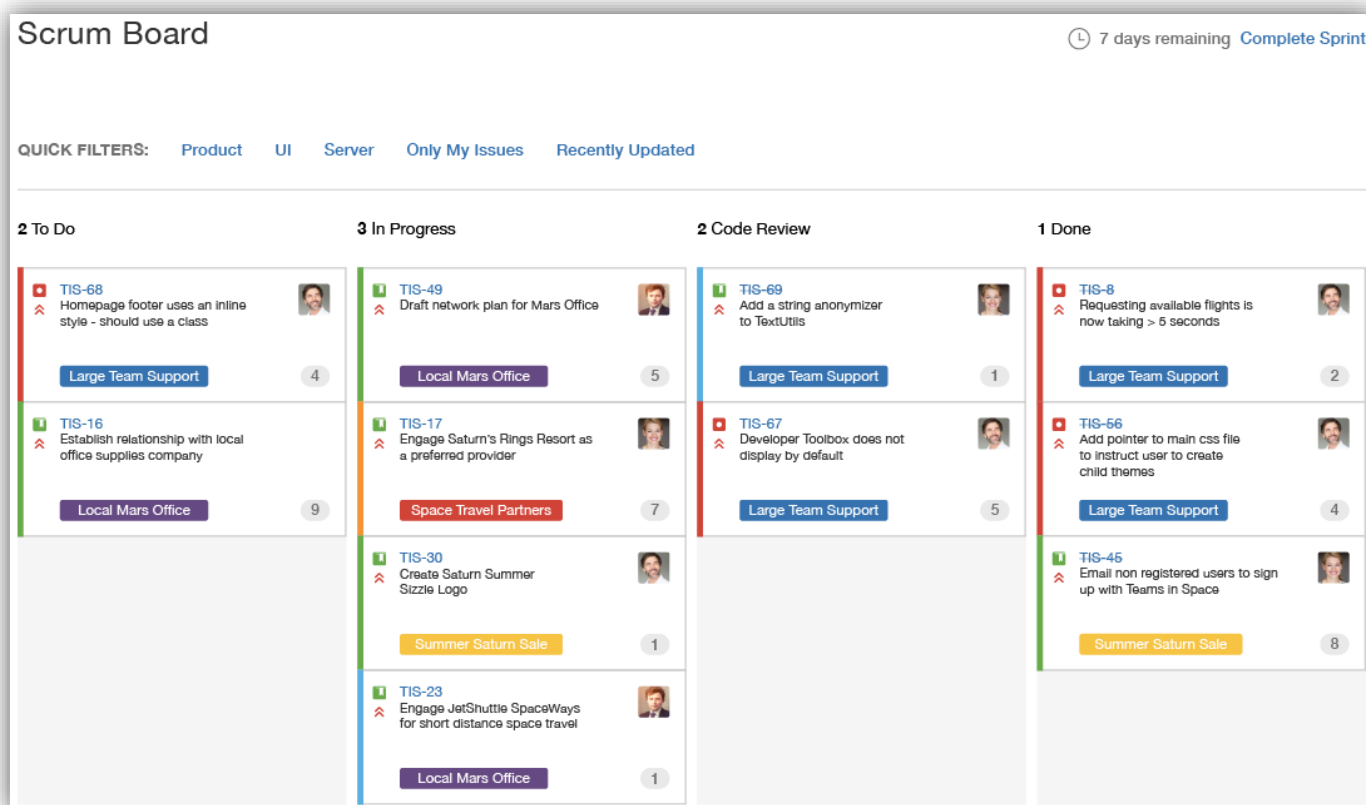 Scrum Board
7 days remaining Complete Sprint
QUICK FILTERS: Product UI Server Only My Issues Recently Updated
2 To Do
TIS-68
Homepage footer uses an inline
style - should use a class
Large Team Support 4
TIS-16
Establish relationship with local
office supplies company
Local Mars Office 9
3 In Progress
TIS-49
Draft network plan for Mars Office
Local Mars Office 5
TIS-17
Engage Saturn's Rings Resort as
a preferred provider
Space Travel Partners 7
TIS-30
Create Saturn Summer
Sizzle Logo
Summer Saturn Sale 1
TIS-23
Engage JetShuttle SpaceWays
for short distance space travel
Local Mars Office 1
2 Code Review
TIS-69
Add a string anonymizer
to TextUtils
Large Team Support 1
TIS-67
Developer Toolbox does not
display by default
Large Team Support 5
1 Done
TIS-8
Requesting available flights is
now taking > 5 seconds
Large Team Support 2
TIS-56
Add pointer to main css file
to instruct user to create
child themes
Large Team Support 4
TIS-45
Email non registered users to sign
up with Teams in Space
Summer Saturn Sale 8